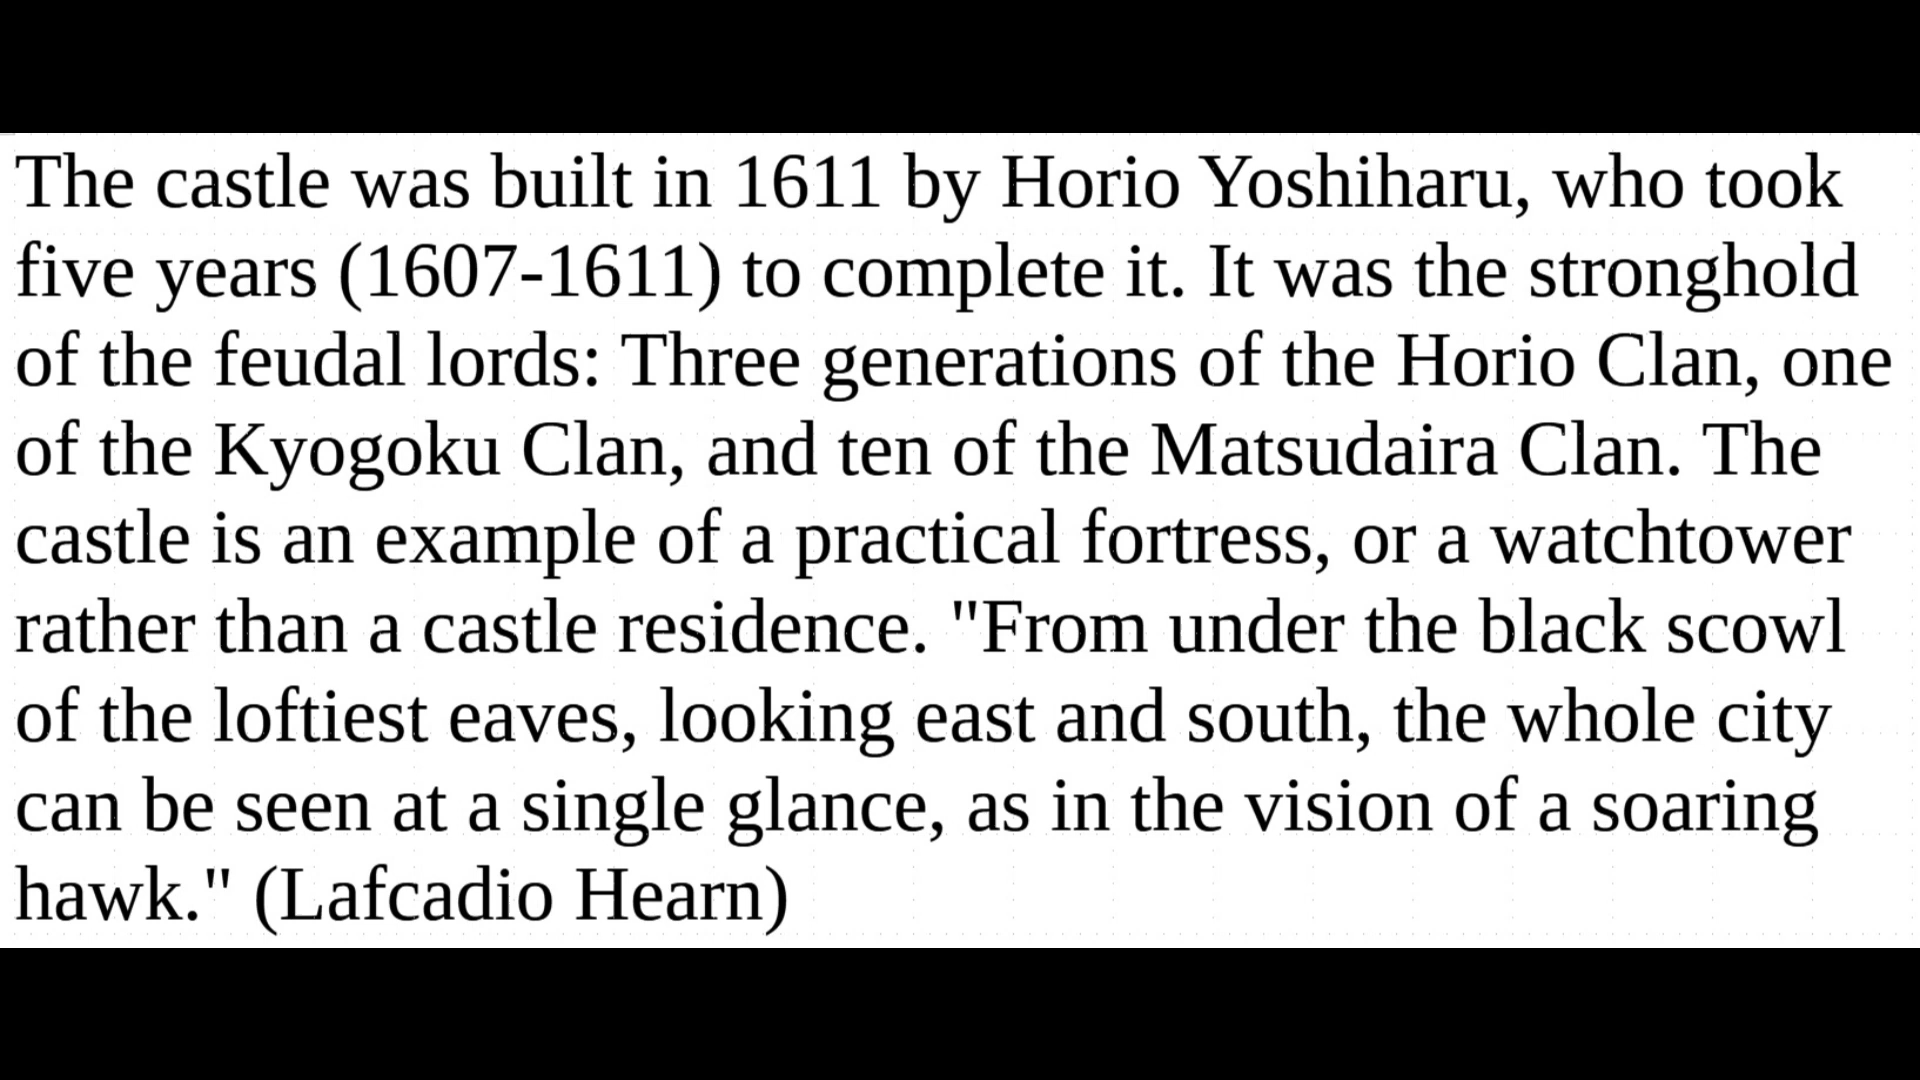 The castle was built in 1611 by Horio Yoshiharu, who took
five years (1607-1611) to complete it. It was the stronghold
of the feudal lords: Three generations of the Horio Clan, one
of the Kyogoku Clan, and ten of the Matsudaira Clan. The
castle is an example of a practical fortress, or a watchtower
rather than a castle residence. "From under the black scowl
of the loftiest eaves, looking east and south, the whole city
can be seen at a single glance, as in the vision of a soaring
hawk." (Lafcadio Hearn)